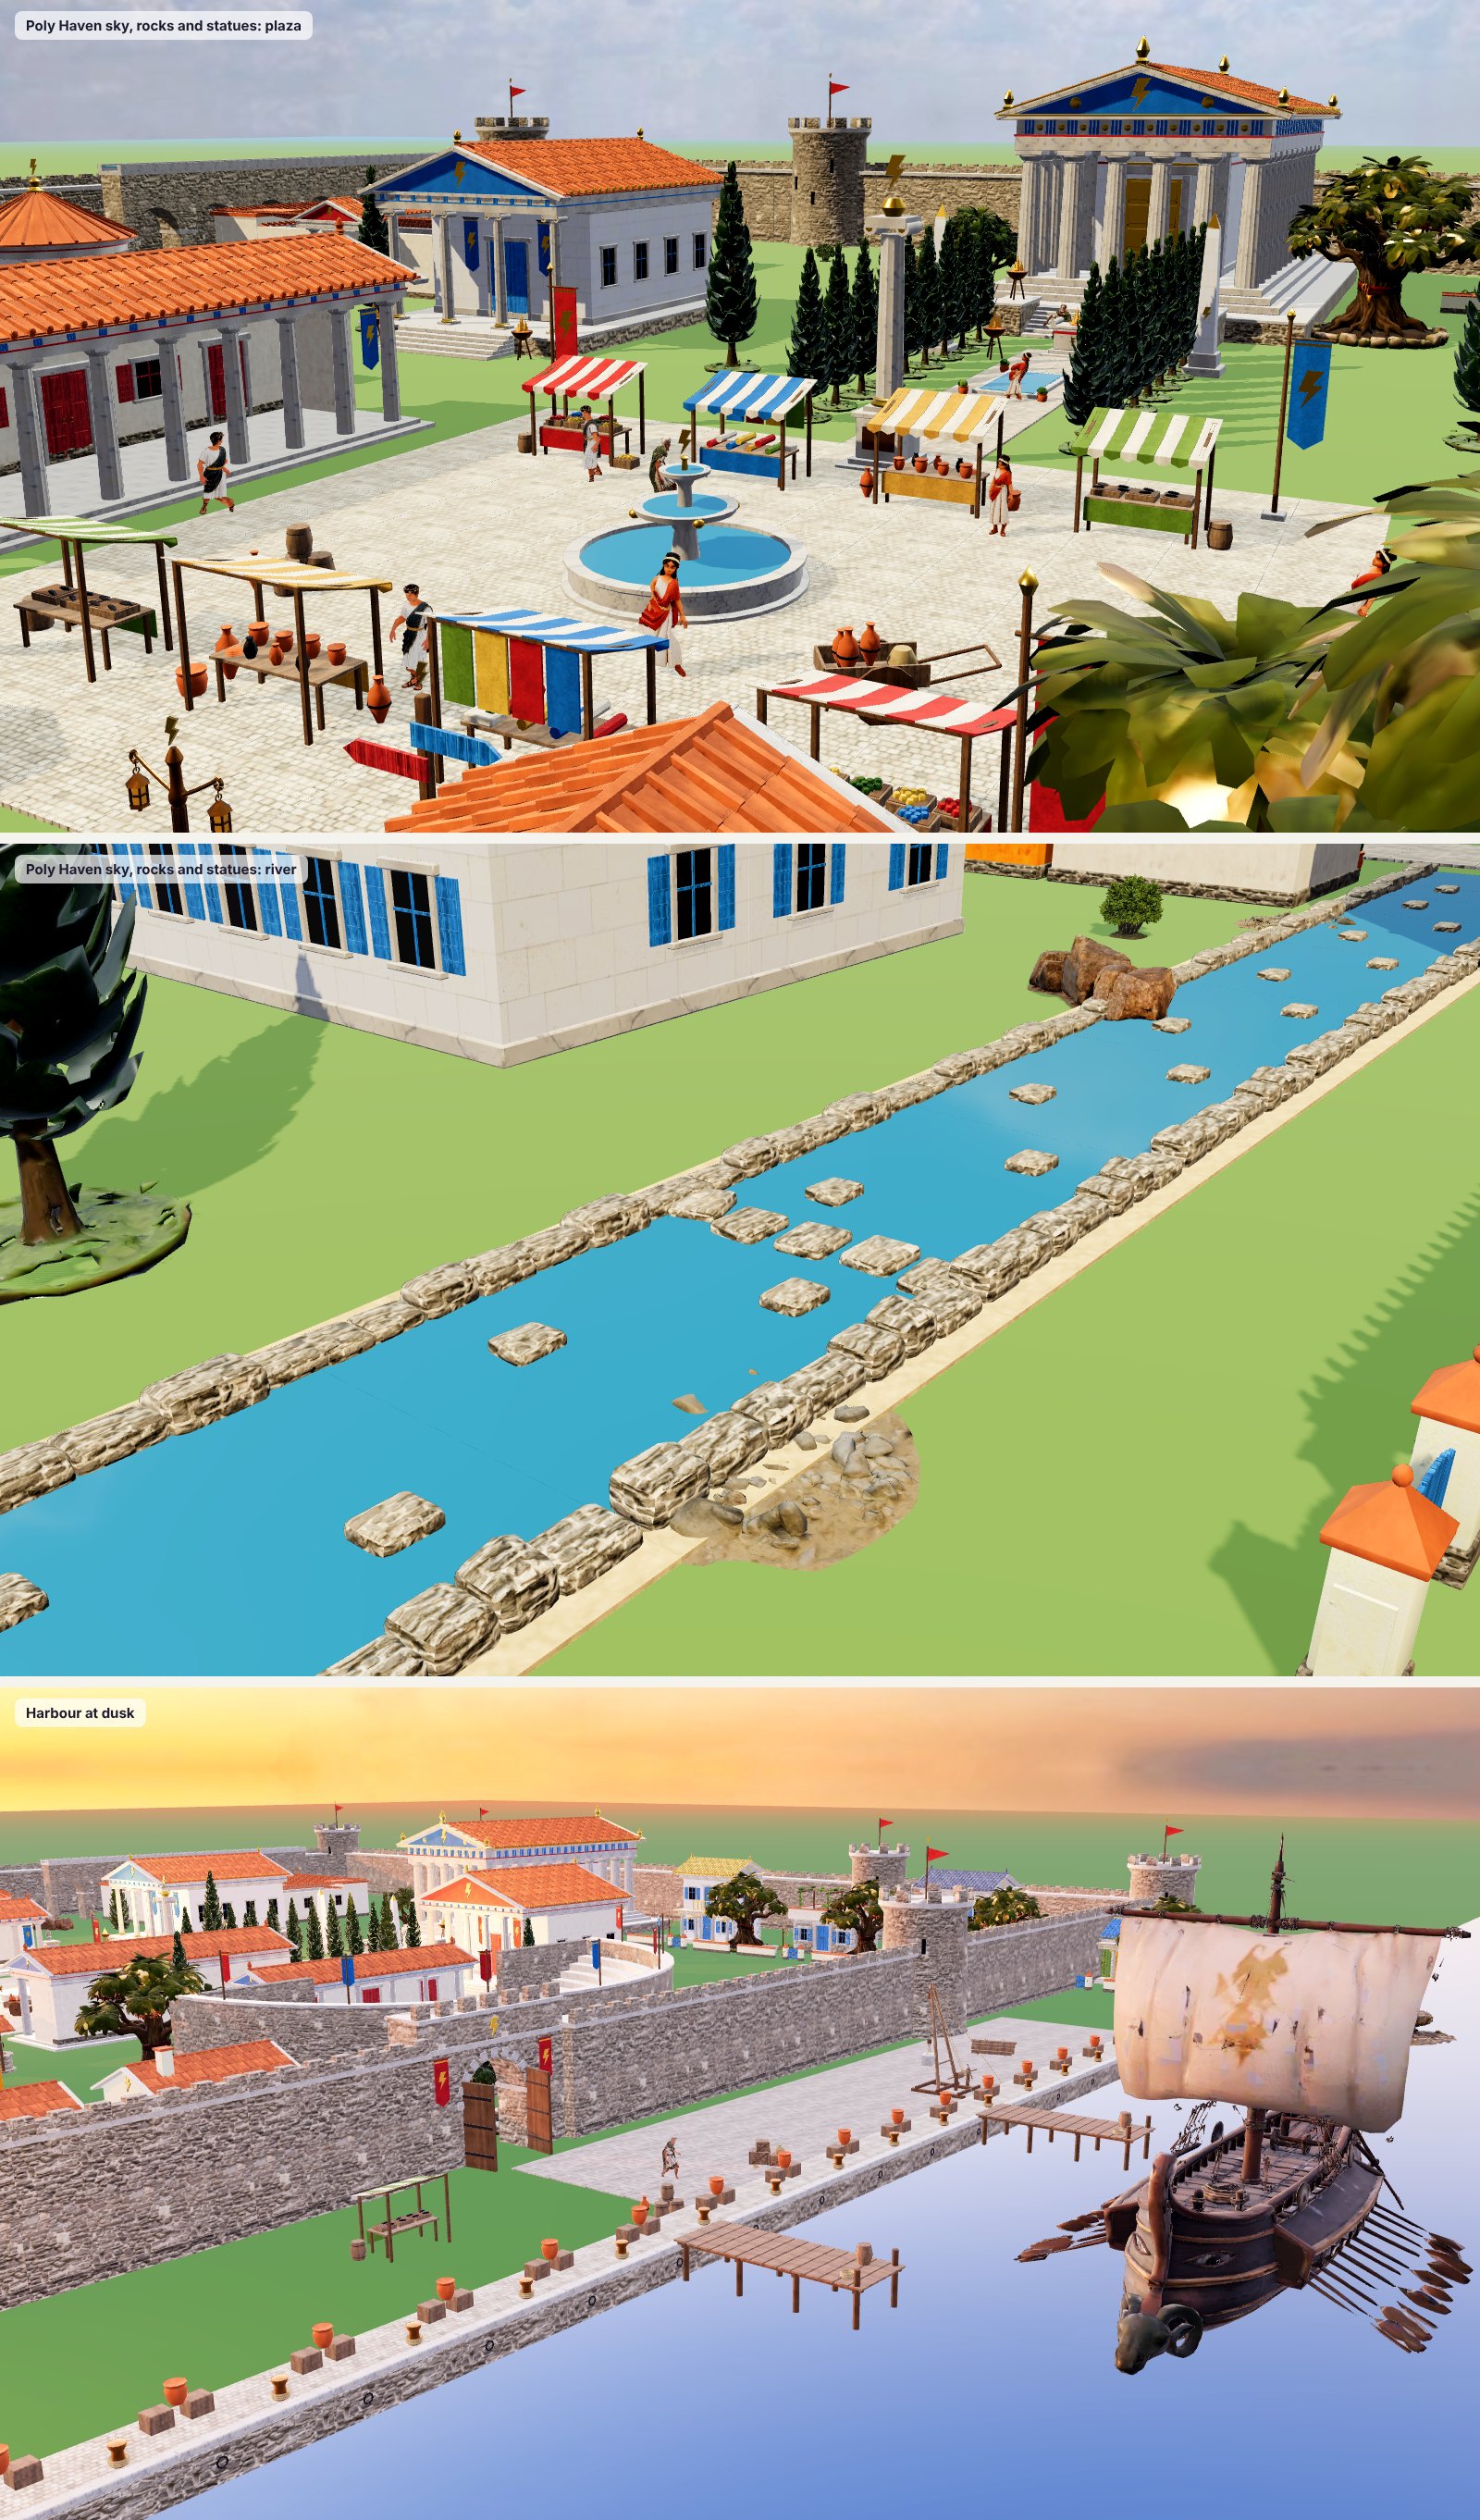 Poly Haven sky, rocks and statues: plaza
Poly Haven sky, rocks and statues: river
Harbour at dusk